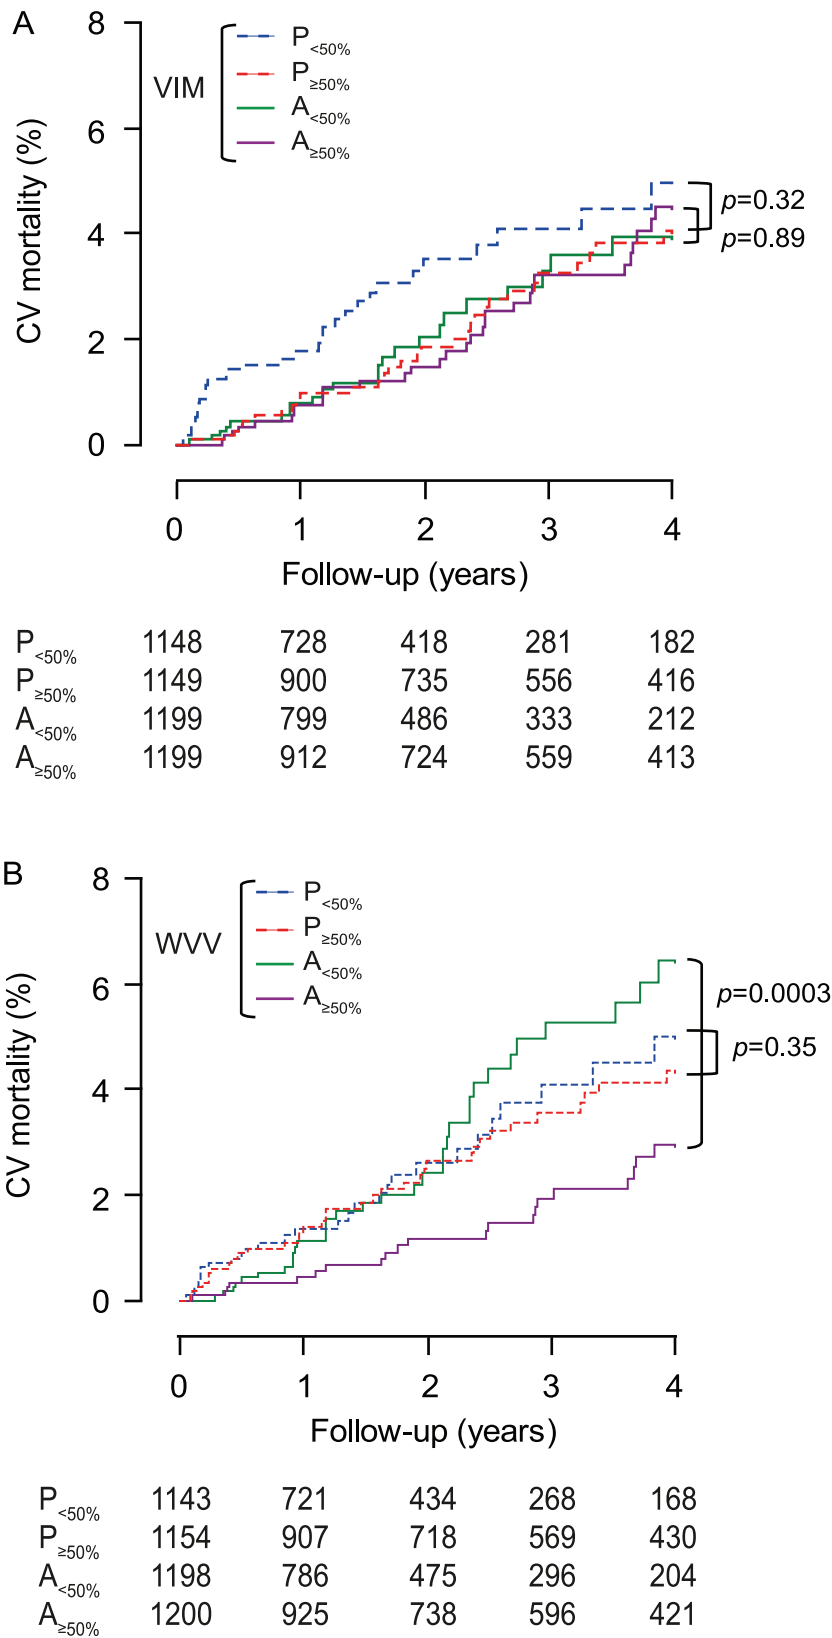 A
CV mortality (%)
8
6
4
2
0
VIM
P<50%
P≥50%
A<50%
A≥50%
p=0.32
p=0.89
0 1 2 3 4
Follow-up (years)
P<50% 1148 728 418 281 182
P≥50% 1149 900 735 556 416
A<50% 1199 799 486 333 212
A≥50% 1199 912 724 559 413
B
CV mortality (%)
8
6
4
2
0
WVV
P<50%
P≥50%
A<50%
A≥50%
p=0.0003
p=0.35
0 1 2 3 4
Follow-up (years)
P<50% 1143 721 434 268 168
P≥50% 1154 907 718 569 430
A<50% 1198 786 475 296 204
A≥50% 1200 925 738 596 421